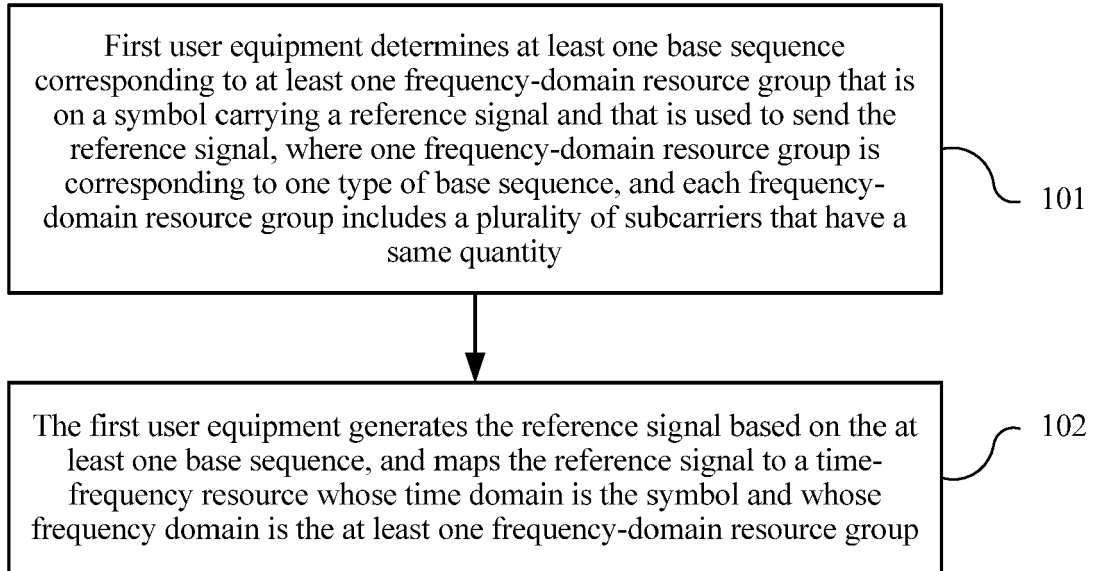 First user equipment determines at least one base sequence
corresponding to at least one frequency-domain resource group that is
on a symbol carrying a reference signal and that is used to send the
reference signal, where one frequency-domain resource group is
corresponding to one type of base sequence, and each frequency-
domain resource group includes a plurality of subcarriers that have a
same quantity
101
The first user equipment generates the reference signal based on the at
least one base sequence, and maps the reference signal to a time-
frequency resource whose time domain is the symbol and whose
frequency domain is the at least one frequency-domain resource group
102